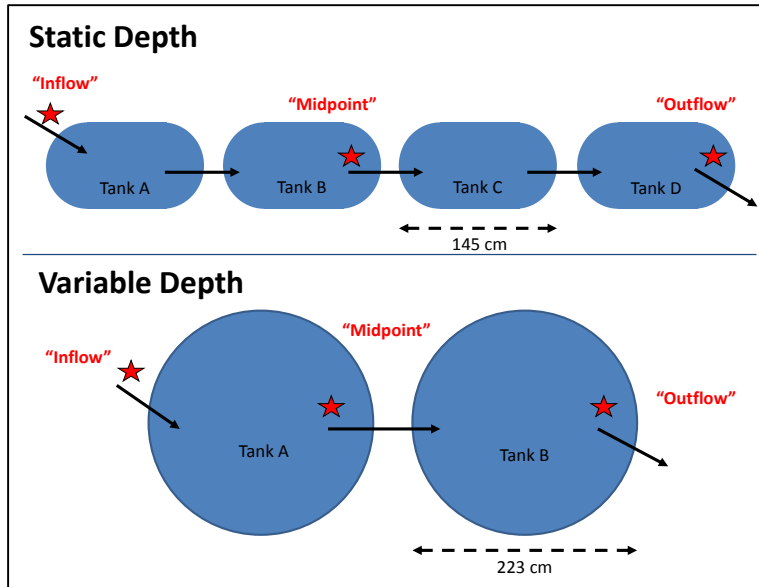 Static Depth
“Inflow”
“Midpoint”
“Outflow”
Tank A
Tank B
Tank C
Tank D
145 cm
Variable Depth
“Midpoint”
“Inflow”
“Outflow”
Tank A
Tank B
223 cm